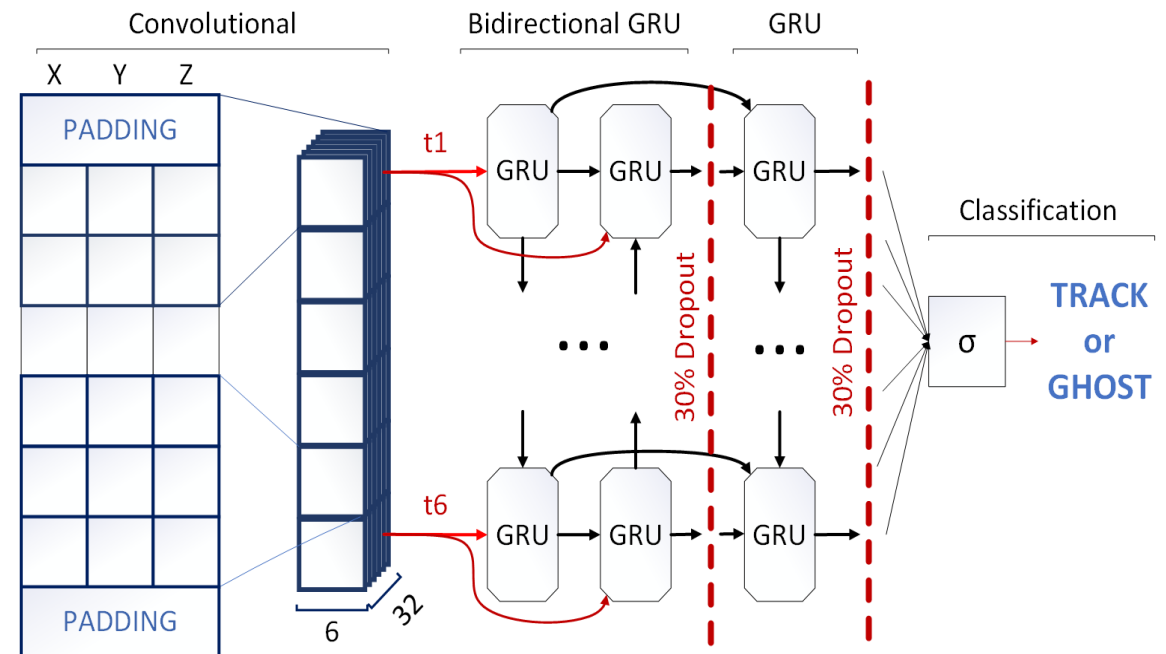 Convolutional
Bidirectional GRU
GRU
X Y Z
PADDING
t1
GRU
GRU
GRU
Classification
30% Dropout
30% Dropout
TRACK
or
GHOST
σ
...
...
t6
GRU
GRU
GRU
PADDING
6
32